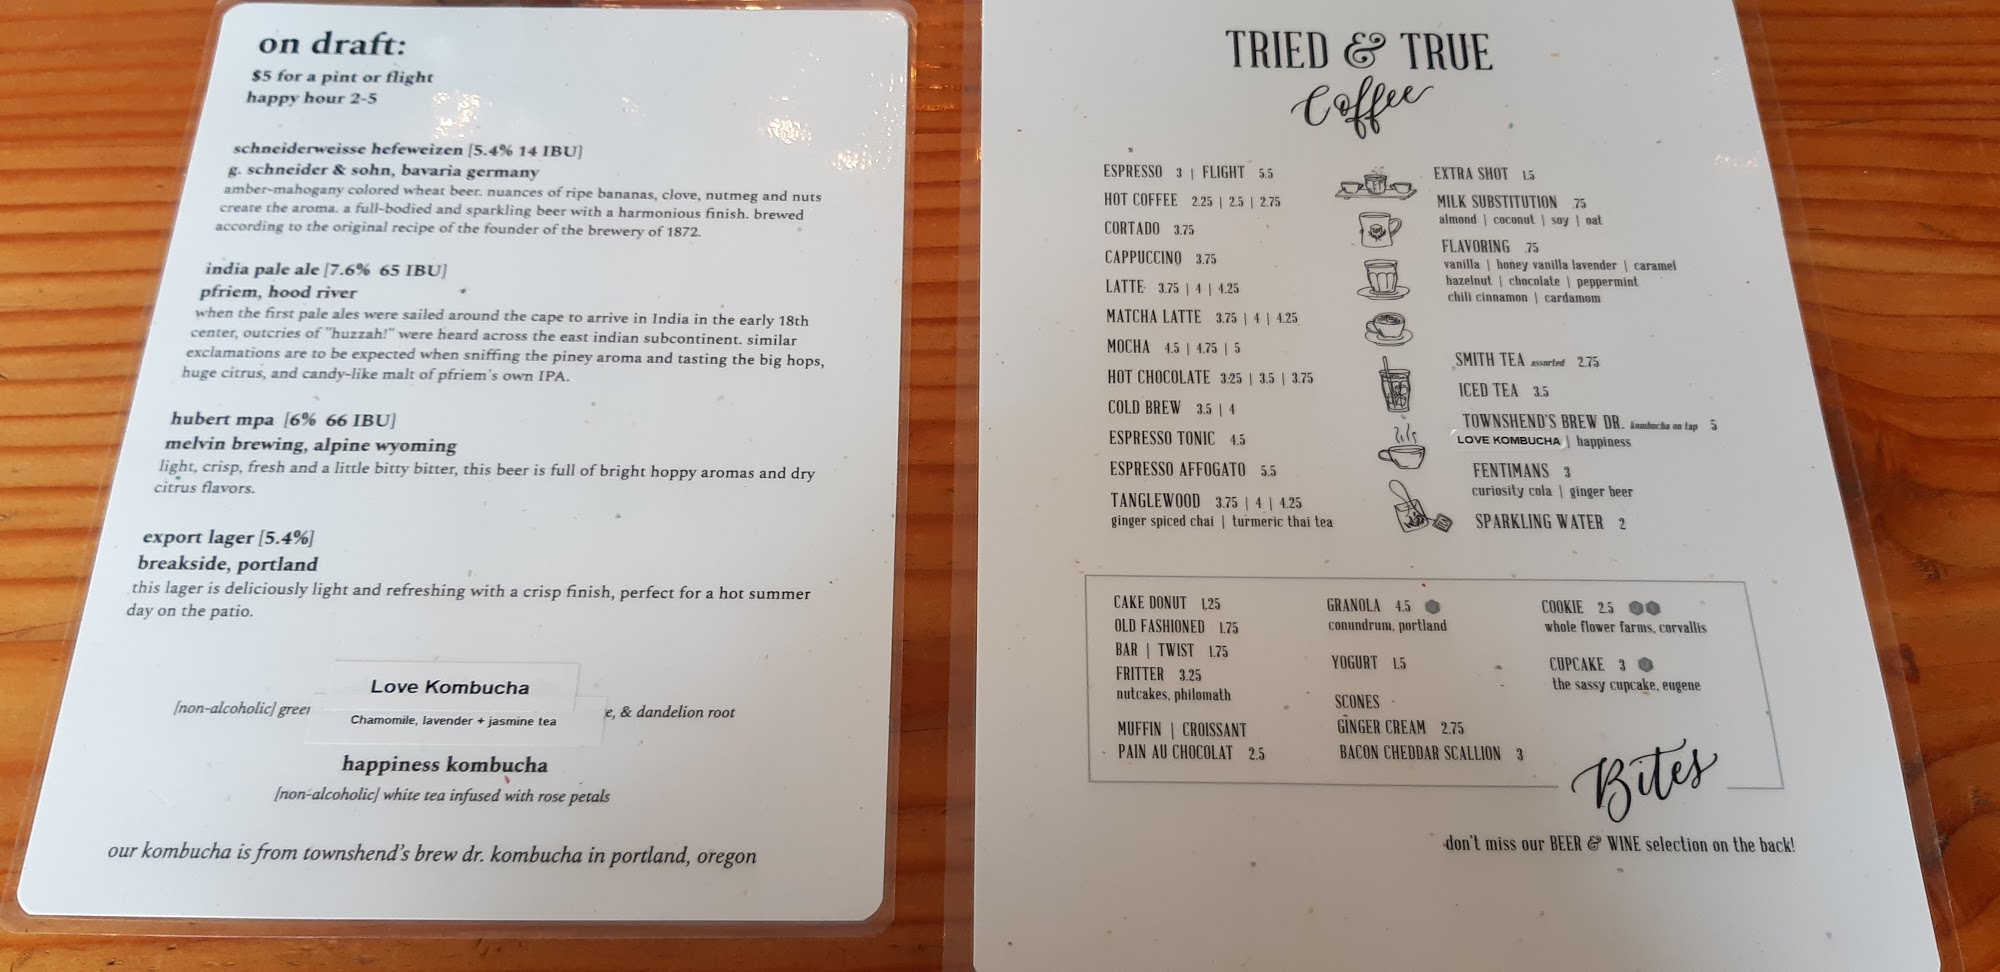 on draft:
$5 for a pint or flight
happy hour 2-5
schneiderweisse hefeweizen [5.4% 14 IBU]
g. schneider & sohn, bavaria germany
amber-mahogany colored wheat beer. nuances of ripe bananas, clove, nutmeg and nuts
create the aroma. a full-bodied and sparkling beer with a harmonious finish. brewed
according to the original recipe of the founder of the brewery of 1872.
india pale ale [7.6% 65 IBU]
pfriem, hood river
when the first pale ales were sailed around the cape to arrive in India in the early 18th
center, outcries of "huzzah!" were heard across the east indian subcontinent. similar
exclamations are to be expected when sniffing the piney aroma and tasting the big hops,
huge citrus, and candy-like malt of pfriem's own IPA.
hubert mpa [6% 66 IBU]
melvin brewing, alpine wyoming
light, crisp, fresh and a little bitty bitter, this beer is full of bright hoppy aromas and dry
citrus flavors.
export lager [5.4%]
breakside, portland
this lager is deliciously light and refreshing with a crisp finish, perfect for a hot summer
day on the patio.
Love Kombucha
[non-alcoholic] & dandelion root
Chamomile, lavender + jasmine tea
happiness kombucha
[non-alcoholic] white tea infused with rose petals
our kombucha is from townshend's brew dr. kombucha in portland, oregon
TRIED & TRUE
Coffee
ESPRESSO 3 | FLIGHT 5.5
HOT COFFEE 2.25 | 2.5 | 2.75
CORTADO 3.75
CAPPUCCINO 3.75
LATTE 3.75 | 4 | 4.25
MATCHA LATTE 3.75 | 4 | 4.25
MOCHA 4.5 | 4.75 | 5
HOT CHOCOLATE 3.25 | 3.5 | 3.75
COLD BREW 3.5 | 4
ESPRESSO TONIC 4.5
ESPRESSO AFFOGATO 5.5
TANGLEWOOD 3.75 | 4 | 4.25
ginger spiced chai | turmeric thai tea
EXTRA SHOT 1.5
MILK SUBSTITUTION .75
almond | coconut | soy | oat
FLAVORING .75
vanilla | honey vanilla lavender | caramel
hazelnut | chocolate | peppermint
chili cinnamon | cardamom
SMITH TEA assorted 2.75
ICED TEA 3.5
TOWNSHEND'S BREW DR. kombucha on tap 5
LOVE KOMBUCHA | happiness
FENTIMANS 3
curiosity cola | ginger beer
SPARKLING WATER 2
CAKE DONUT 1.25
OLD FASHIONED 1.75
BAR | TWIST 1.75
FRITTER 3.25
nutcakes, philomath
MUFFIN | CROISSANT
PAIN AU CHOCOLAT 2.5
GRANOLA 4.5
conundrum, portland
YOGURT 1.5
SCONES
GINGER CREAM 2.75
BACON CHEDDAR SCALLION 3
COOKIE 2.5
whole flower farms, corvallis
CUPCAKE 3
the sassy cupcake, eugene
Bites
don't miss our BEER & WINE selection on the back!